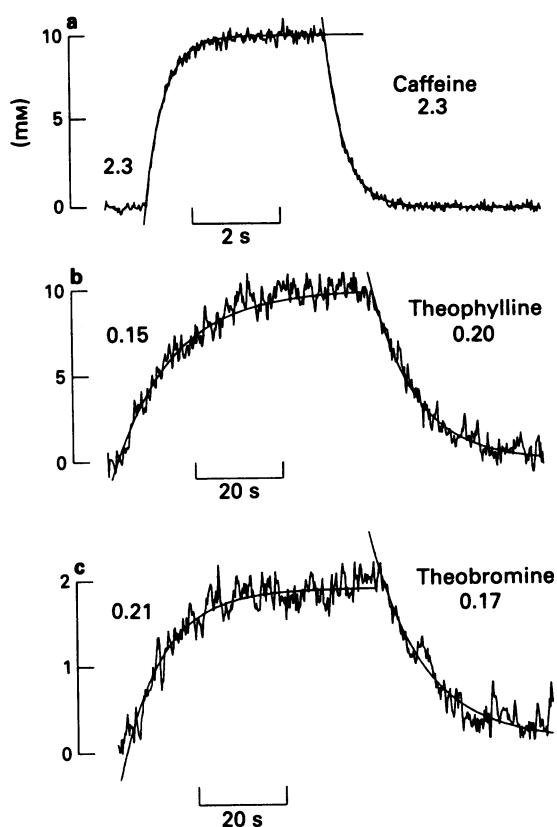 a
10
5
0
(mM)
2.3
Caffeine
2.3
2 s
b
10
5
0
0.15
Theophylline
0.20
20 s
c
2
1
0
0.21
Theobromine
0.17
20 s